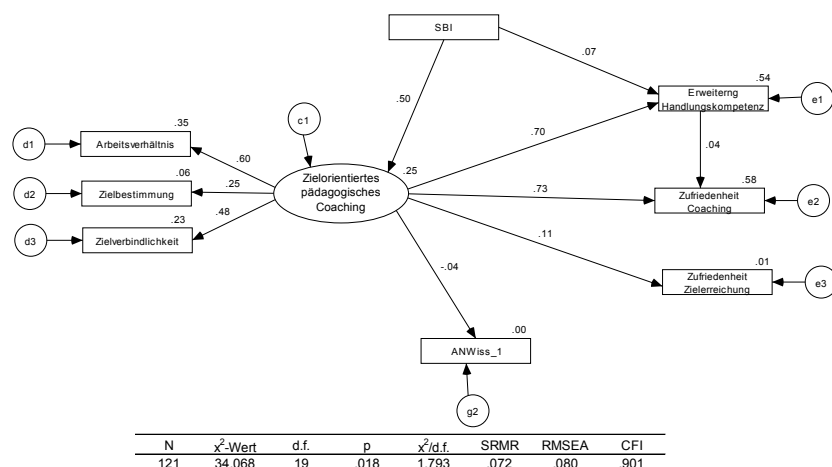 SBI
.07
.54
Erweiterng
Handlungskompetenz
e1
.50
c1
.70
.35
d1
Arbeitsverhältnis
.60
.04
.06
d2
Zielbestimmung
.25
Zielorientiertes
pädagogisches
Coaching
.25
.73
.58
Zufriedenheit
Coaching
e2
.23
d3
Zielverbindlichkeit
.48
.11
.01
Zufriedenheit
Zielerreichung
e3
-.04
.00
ANWiss_1
g2
N x²-Wert d.f. p x²/d.f. SRMR RMSEA CFI
121 34.068 19 .018 1.793 .072 .080 .901